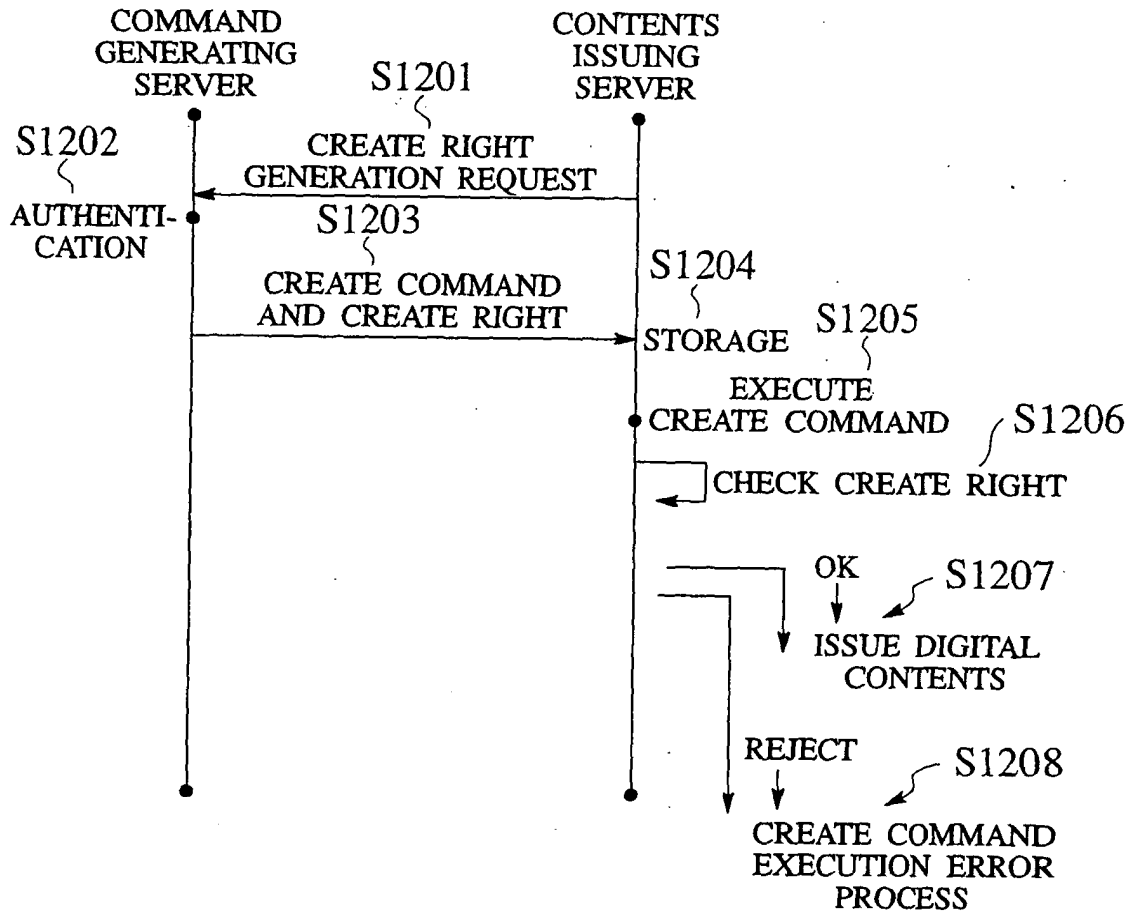 COMMAND
GENERATING
SERVER
CONTENTS
ISSUING
SERVER
S1201
CREATE RIGHT
GENERATION REQUEST
S1202
AUTHENTI-
CATION
S1203
CREATE COMMAND
AND CREATE RIGHT
S1204
STORAGE
S1205
EXECUTE
CREATE COMMAND
S1206
CHECK CREATE RIGHT
OK
S1207
ISSUE DIGITAL
CONTENTS
REJECT
S1208
CREATE COMMAND
EXECUTION ERROR
PROCESS